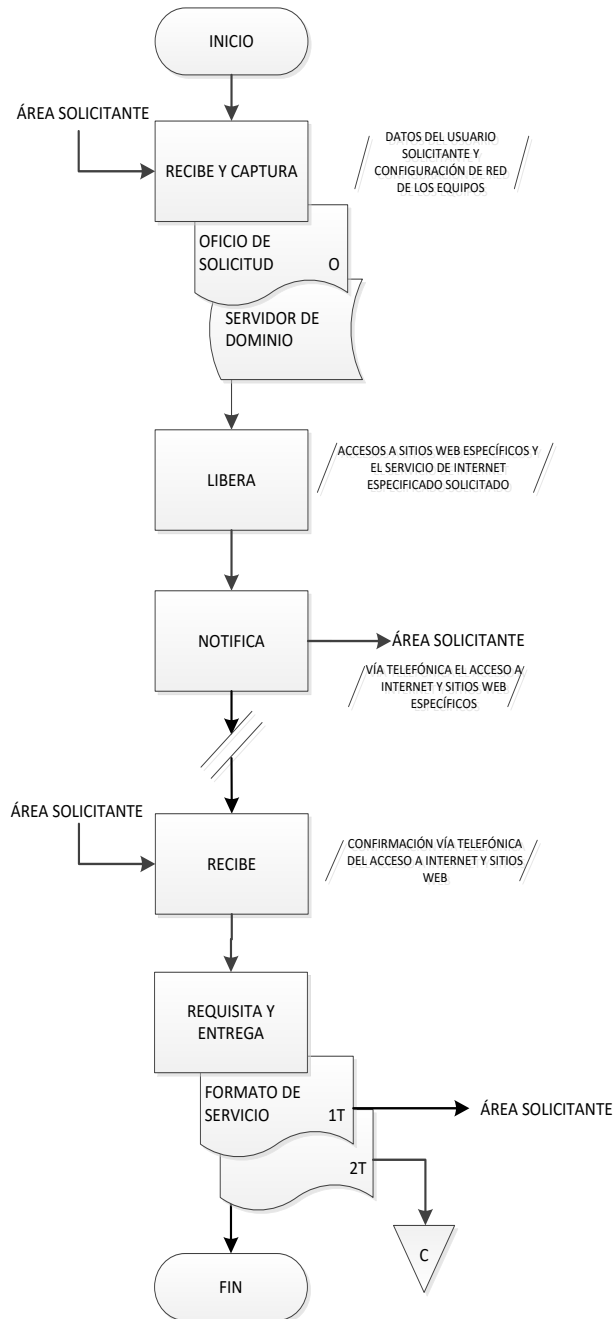 INICIO
ÁREA SOLICITANTE
RECIBE Y CAPTURA
DATOS DEL USUARIO
SOLICITANTE Y
CONFIGURACIÓN DE RED
DE LOS EQUIPOS
OFICIO DE
SOLICITUD O
SERVIDOR DE
DOMINIO
LIBERA
ACCESOS A SITIOS WEB ESPECÍFICOS Y
EL SERVICIO DE INTERNET
ESPECIFICADO SOLICITADO
NOTIFICA
ÁREA SOLICITANTE
VÍA TELEFÓNICA EL ACCESO A
INTERNET Y SITIOS WEB
ESPECÍFICOS
ÁREA SOLICITANTE
RECIBE
CONFIRMACIÓN VÍA TELEFÓNICA
DEL ACCESO A INTERNET Y SITIOS
WEB
REQUISITA Y
ENTREGA
FORMATO DE
SERVICIO 1T
ÁREA SOLICITANTE
2T
C
FIN